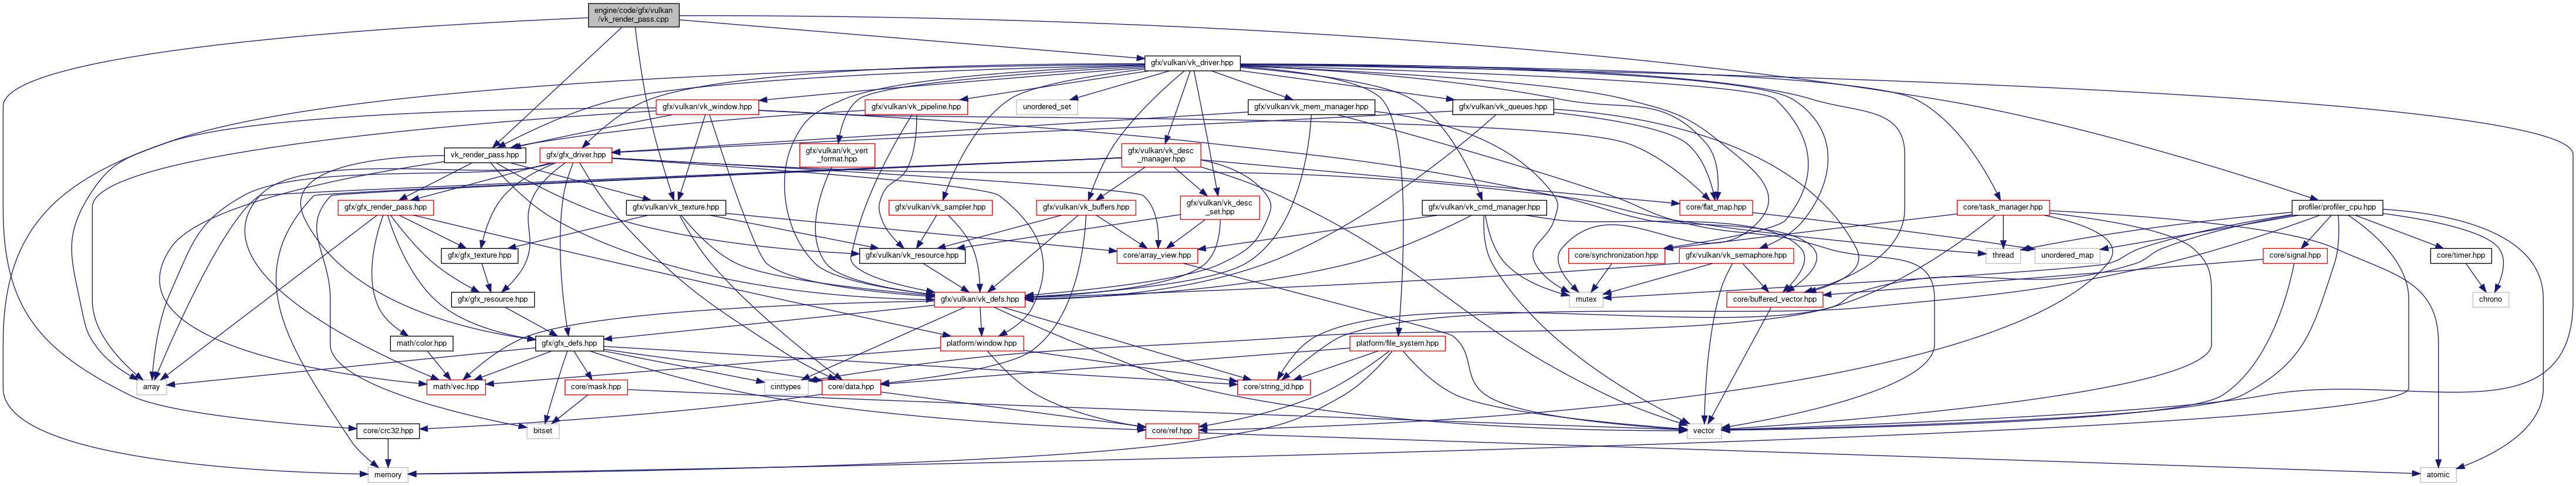 engine/code/gfx/vulkan
/vk_render_pass.cpp
gfx/vulkan/vk_driver.hpp
gfx/vulkan/vk_window.hpp
gfx/vulkan/vk_pipeline.hpp
unordered_set
gfx/vulkan/vk_mem_manager.hpp
gfx/vulkan/vk_queues.hpp
vk_render_pass.hpp
gfx/gfx_driver.hpp
gfx/vulkan/vk_vert
_format.hpp
gfx/vulkan/vk_desc
_manager.hpp
gfx/gfx_render_pass.hpp
gfx/vulkan/vk_texture.hpp
gfx/vulkan/vk_sampler.hpp
gfx/vulkan/vk_buffers.hpp
gfx/vulkan/vk_desc
_set.hpp
gfx/vulkan/vk_cmd_manager.hpp
core/flat_map.hpp
core/task_manager.hpp
profiler/profiler_cpu.hpp
gfx/gfx_texture.hpp
gfx/vulkan/vk_resource.hpp
core/array_view.hpp
core/synchronization.hpp
gfx/vulkan/vk_semaphore.hpp
thread
unordered_map
core/signal.hpp
core/timer.hpp
gfx/gfx_resource.hpp
gfx/vulkan/vk_defs.hpp
mutex
core/buffered_vector.hpp
chrono
math/color.hpp
gfx/gfx_defs.hpp
platform/window.hpp
platform/file_system.hpp
array
math/vec.hpp
core/mask.hpp
cinttypes
core/data.hpp
core/string_id.hpp
core/crc32.hpp
bitset
core/ref.hpp
vector
memory
atomic